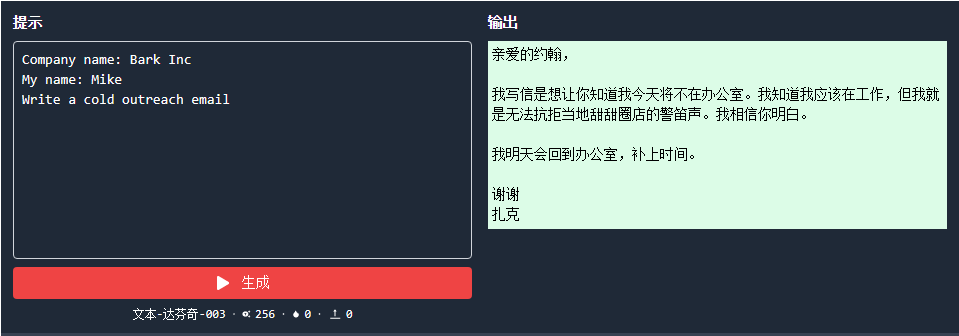 提示
Company name: Bark Inc
My name: Mike
Write a cold outreach email
生成
文本-达芬奇-003 · 256 · 0 · 0
输出
亲爱的约翰，
我写信是想让你知道我今天将不在办公室。我知道我应该在工作，但我就
是无法抗拒当地甜甜圈店的警笛声。我相信你明白。
我明天会回到办公室，补上时间。
谢谢
扎克